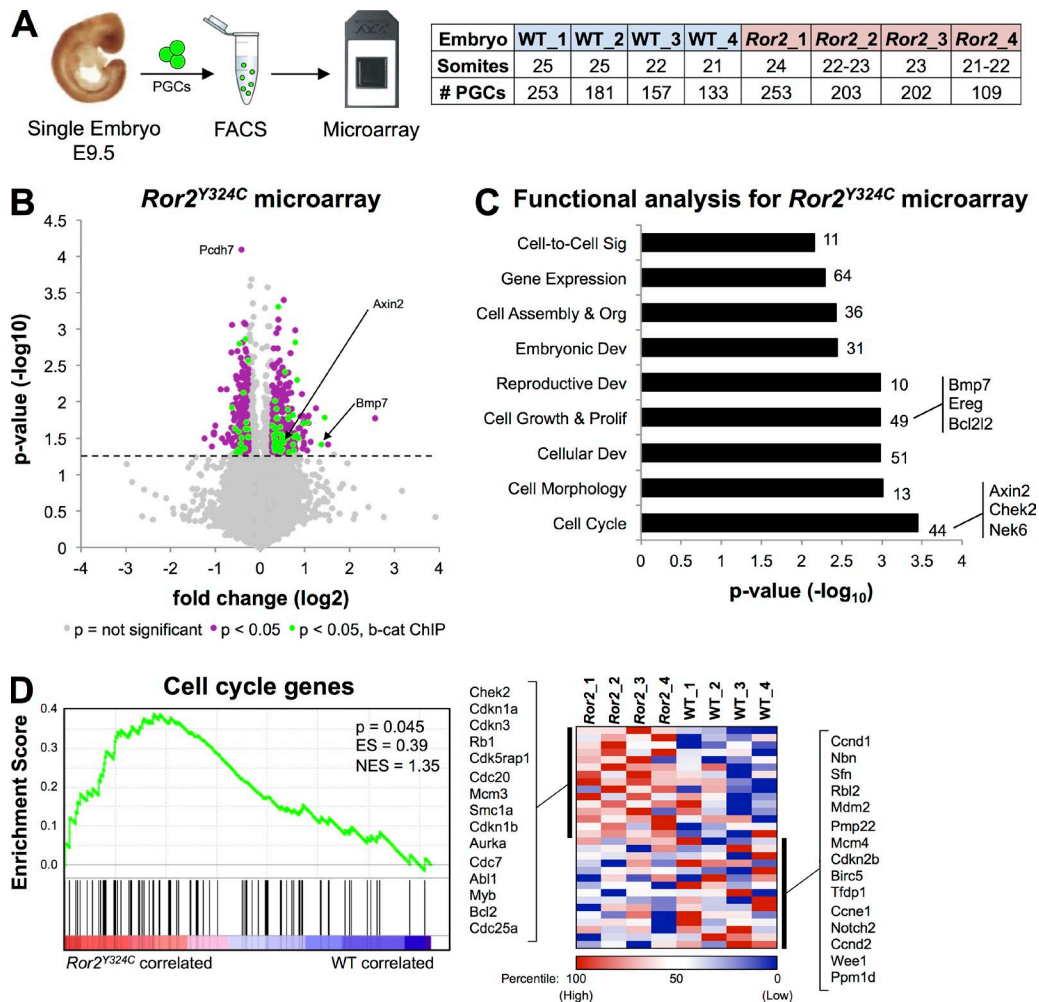 A
PGCs
Single Embryo
E9.5
FACS
Microarray
Embryo WT_1 WT_2 WT_3 WT_4 Ror2_1 Ror2_2 Ror2_3 Ror2_4
Somites 25 25 22 21 24 22-23 23 21-22
# PGCs 253 181 157 133 253 203 202 109
B
Ror2Y324C microarray
p-value (-log10)
4.5
4
3.5
3
2.5
2
1.5
1
0.5
0
Pcdh7
Axin2
Bmp7
-4 -3 -2 -1 0 1 2 3 4
fold change (log2)
p = not significant p < 0.05 p < 0.05, b-cat ChIP
C
Functional analysis for Ror2Y324C microarray
Cell-to-Cell Sig 11
Gene Expression 64
Cell Assembly & Org 36
Embryonic Dev 31
Reproductive Dev 10
Cell Growth & Prolif 49
Cellular Dev 51
Cell Morphology 13
Cell Cycle 44
Bmp7
Ereg
Bcl2l2
Axin2
Chek2
Nek6
0 0.5 1 1.5 2 2.5 3 3.5 4
p-value (-log10)
D
Cell cycle genes
Enrichment Score
0.4
0.3
0.2
0.1
0.0
p = 0.045
ES = 0.39
NES = 1.35
Ror2Y324C correlated
WT correlated
Chek2
Cdkn1a
Cdkn3
Rb1
Cdk5rap1
Cdc20
Mcm3
Smc1a
Cdkn1b
Aurka
Cdc7
Abl1
Myb
Bcl2
Cdc25a
Ror2_1
Ror2_2
Ror2_3
Ror2_4
WT_1
WT_2
WT_3
WT_4
Percentile: 100 50 0
(High) (Low)
Ccnd1
Nbn
Sfn
Rbl2
Mdm2
Pmp22
Mcm4
Cdkn2b
Birc5
Tfdp1
Ccne1
Notch2
Ccnd2
Wee1
Ppm1d